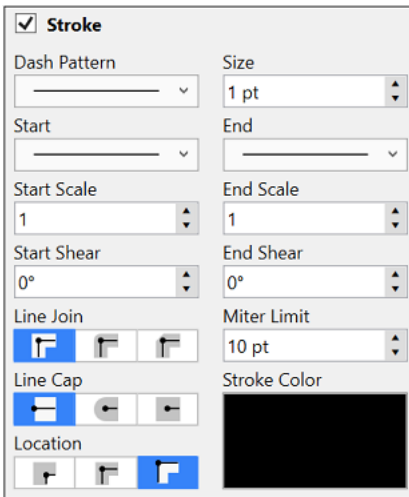 Stroke
Dash Pattern Size
1 pt
Start End
Start Scale End Scale
1 1
Start Shear End Shear
0° 0°
Line Join Miter Limit
10 pt
Line Cap Stroke Color
Location